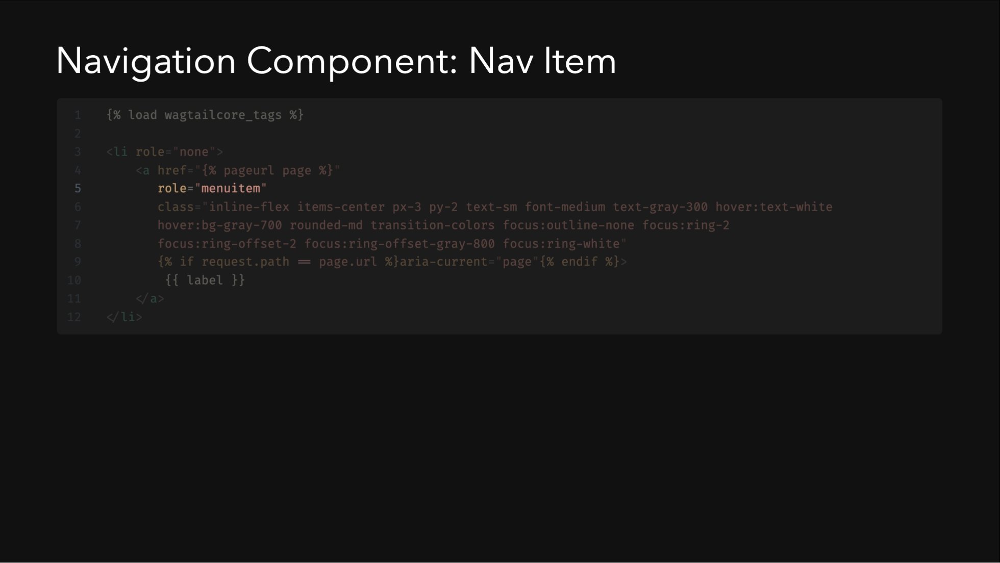 Navigation Component: Nav Item
1 {% load wagtailcore_tags %}
2
3 <li role="none">
4 <a href="{% pageurl page %}"
5 role="menuitem"
6 class="inline-flex items-center px-3 py-2 text-sm font-medium text-gray-300 hover:text-white
7 hover:bg-gray-700 rounded-md transition-colors focus:outline-none focus:ring-2
8 focus:ring-offset-2 focus:ring-offset-gray-800 focus:ring-white"
9 {% if request.path == page.url %}aria-current="page"{% endif %}>
10 {{ label }}
11 </a>
12 </li>